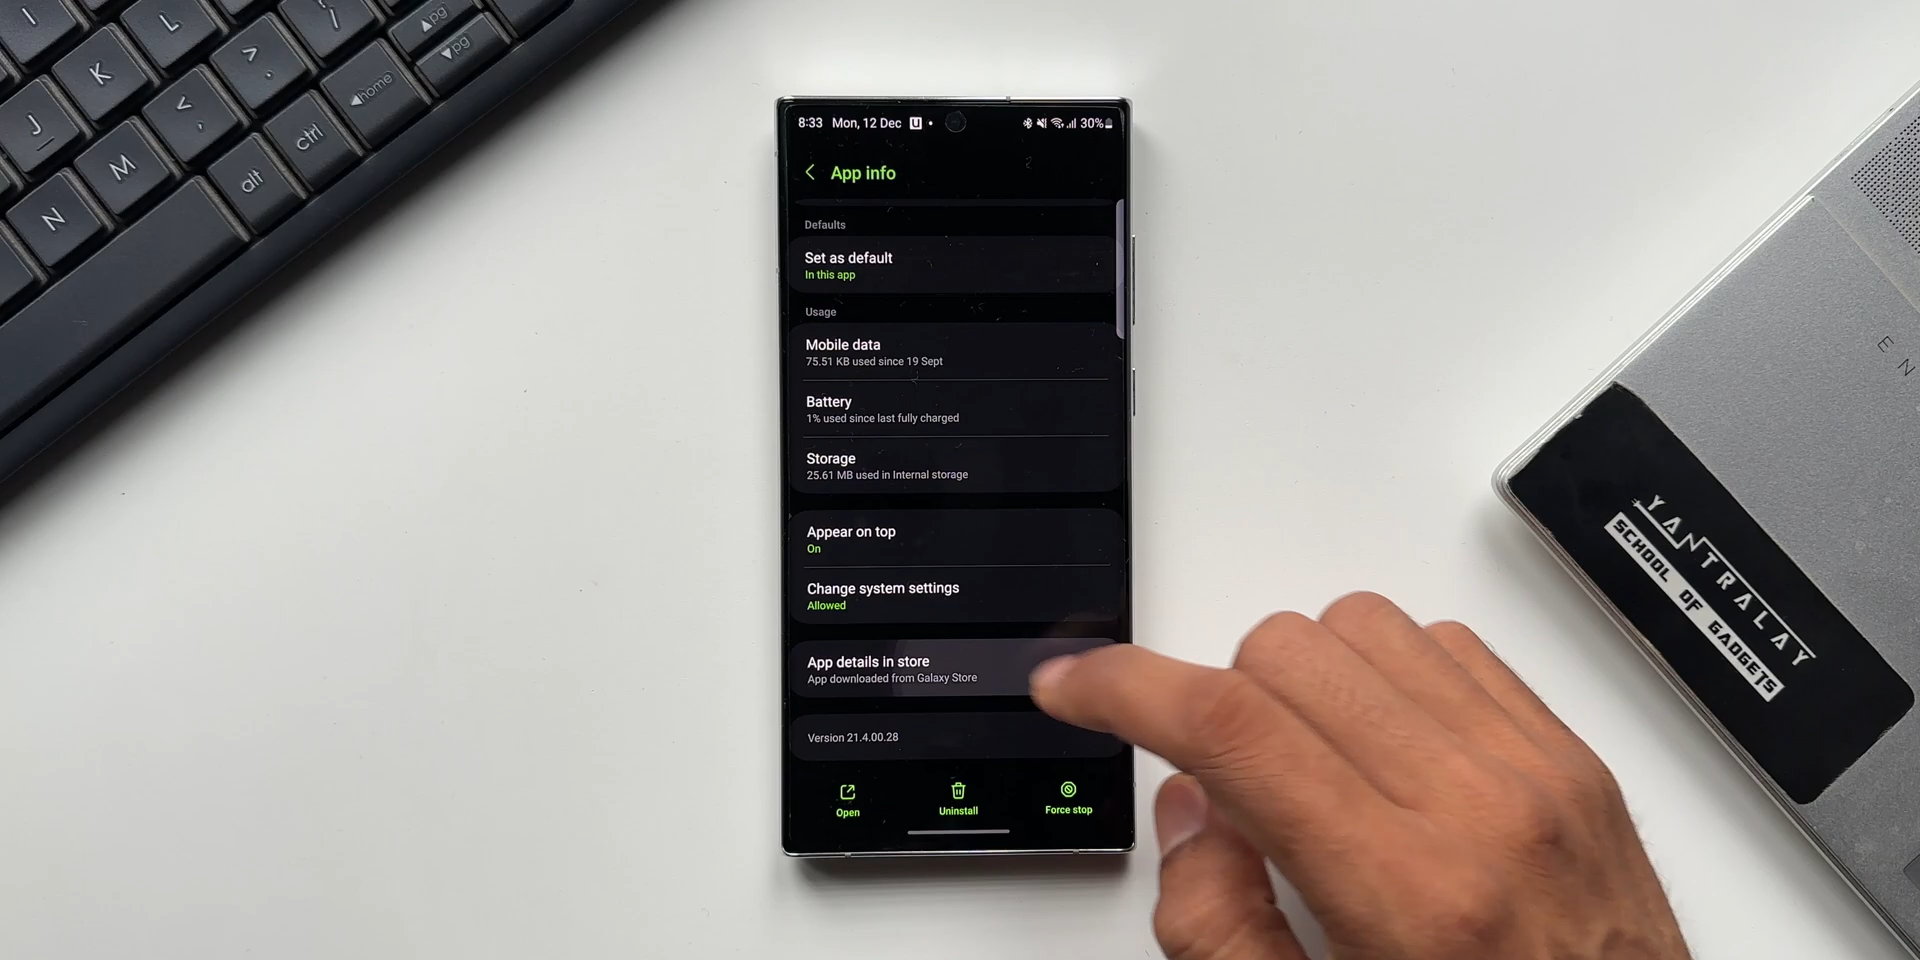 I
L
?
/
▲pg
▼pg
K
>
.
◄home
J
<
,
M
ctrl
N
alt
8:33 Mon, 12 Dec U 30%
App info
Defaults
Set as default
In this app
Usage
Mobile data
75.51 KB used since 19 Sept
Battery
1% used since last fully charged
Storage
25.61 MB used in Internal storage
Appear on top
On
Change system settings
Allowed
App details in store
App downloaded from Galaxy Store
Version 21.4.00.28
Open
Uninstall
Force stop
E N
YANTRALAY
SCHOOL OF GADGETS